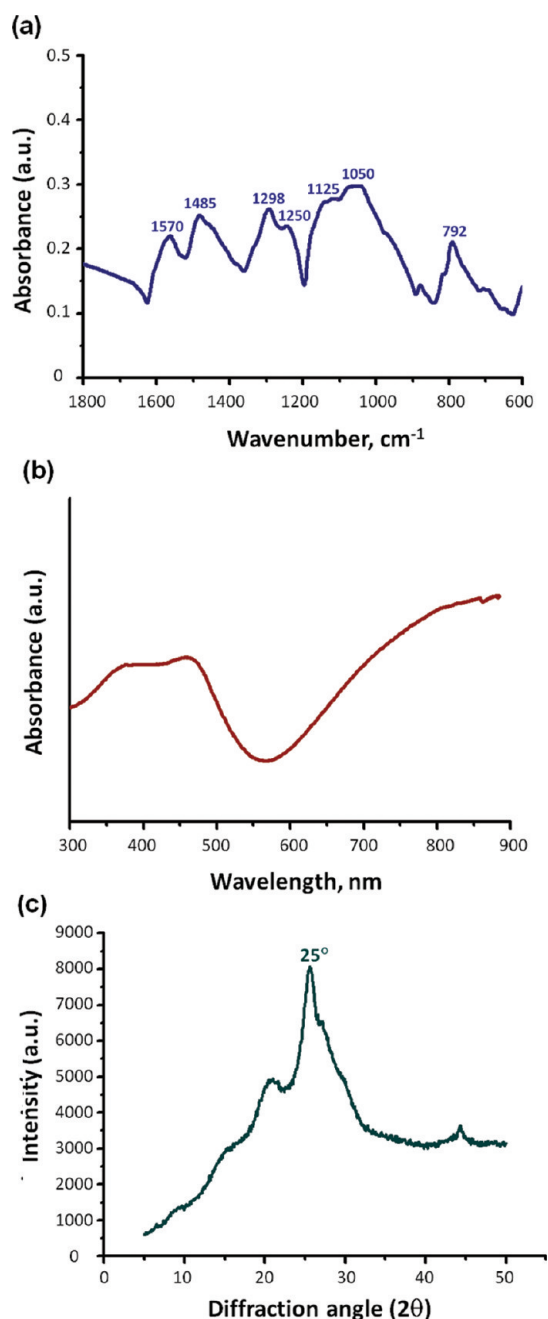 (a)
Absorbance (a.u.)
0.5
0.4
0.3
0.2
0.1
0
1570
1485
1298
1250
1125
1050
792
1800 1600 1400 1200 1000 800 600
Wavenumber, cm-1
(b)
Absorbance (a.u.)
300 400 500 600 700 800 900
Wavelength, nm
(c)
Intensity (a.u.)
9000
8000
7000
6000
5000
4000
3000
2000
1000
0
25°
0 10 20 30 40 50
Diffraction angle (2θ)